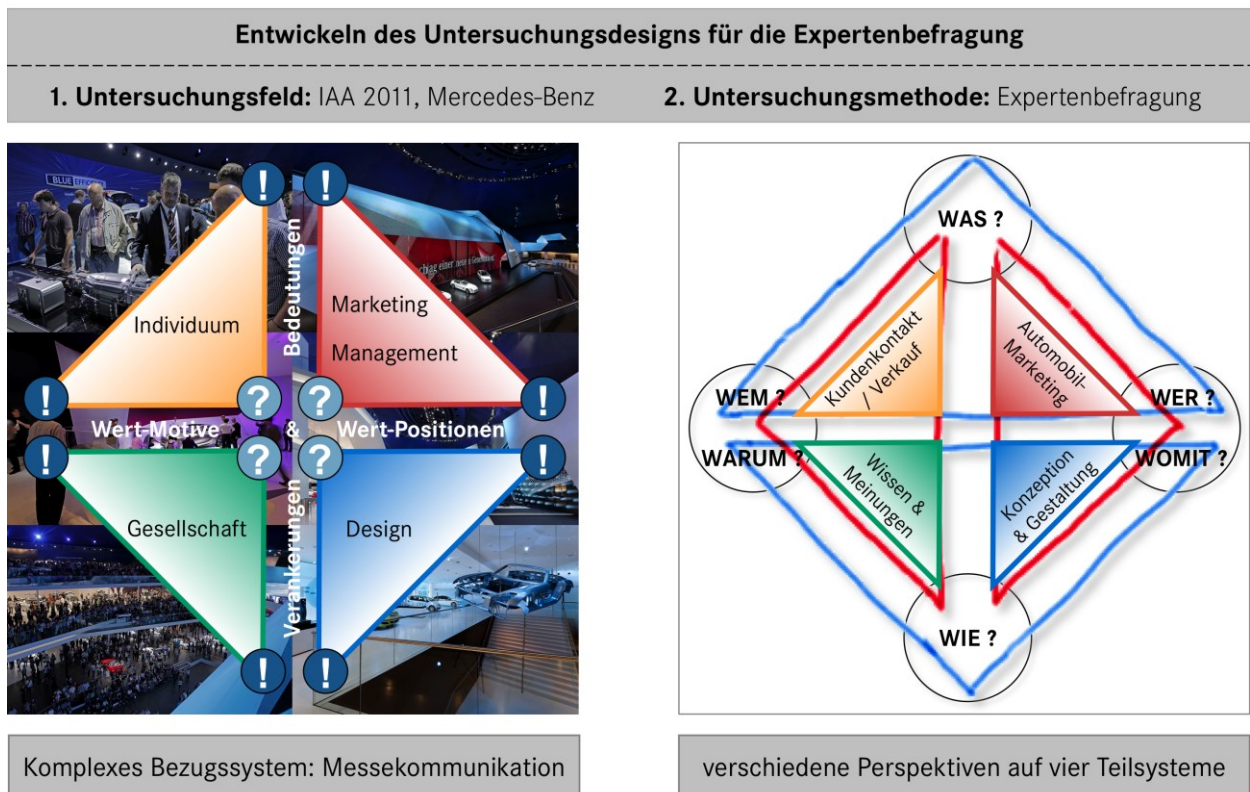 Entwickeln des Untersuchungsdesigns für die Expertenbefragung
1. Untersuchungsfeld: IAA 2011, Mercedes-Benz
2. Untersuchungsmethode: Expertenbefragung
BLUE EFFICIENCY
! !
Bedeutungen
Individuum
Marketing
Management
! ? ? !
Wert-Motive & Wert-Positionen
! ? ? !
Gesellschaft
Verankerungen
Design
! !
WAS ?
Kundenkontakt
/ Verkauf
Automobil-
Marketing
WEM ?
WER ?
WARUM ?
WOMIT ?
Wissen &
Meinungen
Konzeption
& Gestaltung
WIE ?
Komplexes Bezugssystem: Messekommunikation
verschiedene Perspektiven auf vier Teilsysteme